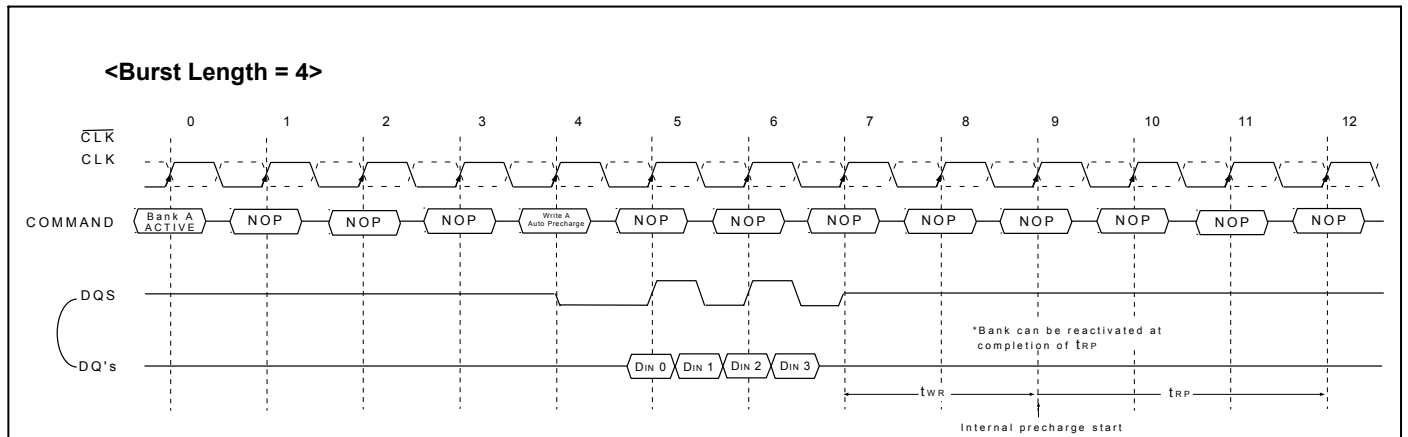 <Burst Length = 4>
0 1 2 3 4 5 6 7 8 9 10 11 12
CLK
CLK
COMMAND
Bank A
ACTIVE
NOP NOP NOP
Write A
Auto Precharge
NOP NOP NOP NOP NOP NOP NOP NOP
DQS
*Bank can be reactivated at
completion of tRP
DQ's
DIN 0 DIN 1 DIN 2 DIN 3
tWR tRP
Internal precharge start